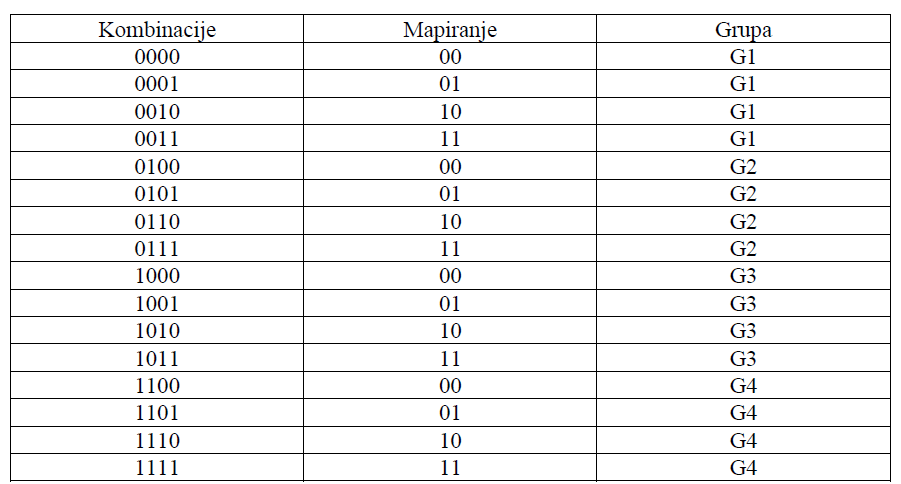 Kombinacije Mapiranje Grupa
0000 00 G1
0001 01 G1
0010 10 G1
0011 11 G1
0100 00 G2
0101 01 G2
0110 10 G2
0111 11 G2
1000 00 G3
1001 01 G3
1010 10 G3
1011 11 G3
1100 00 G4
1101 01 G4
1110 10 G4
1111 11 G4